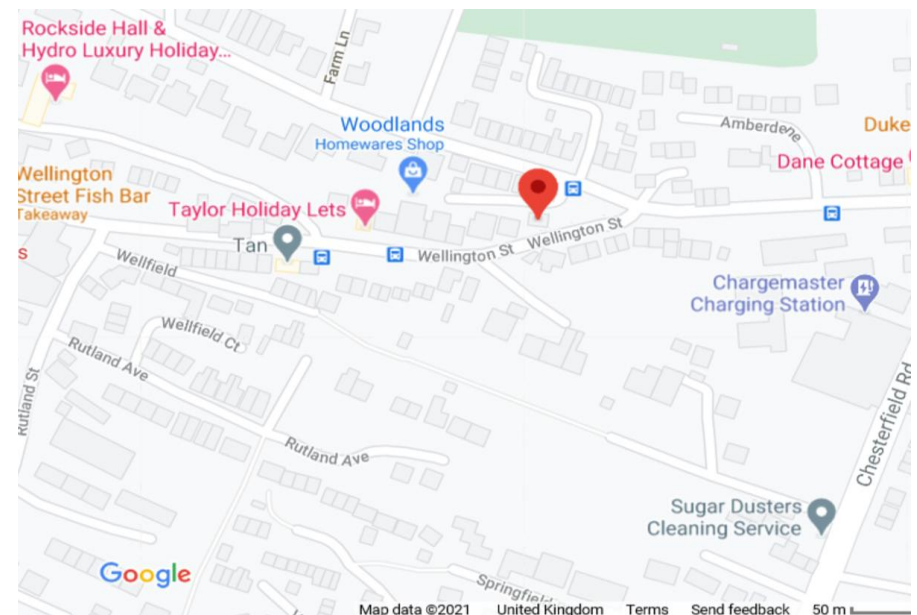 Rockside Hall &
Hydro Luxury Holiday...
Farm Ln
Woodlands
Homewares Shop
Amberdene
Duke
Dane Cottage
Wellington
Street Fish Bar
Takeaway
Taylor Holiday Lets
Tan
s
Wellington St
Wellington St
Wellfield
Chargemaster
Charging Station
Wellfield Ct
Rutland Ave
Rutland St
Chesterfield Rd
Rutland Ave
Sugar Dusters
Cleaning Service
Google
Springfield
Map data ©2021 United Kingdom Terms Send feedback 50 m